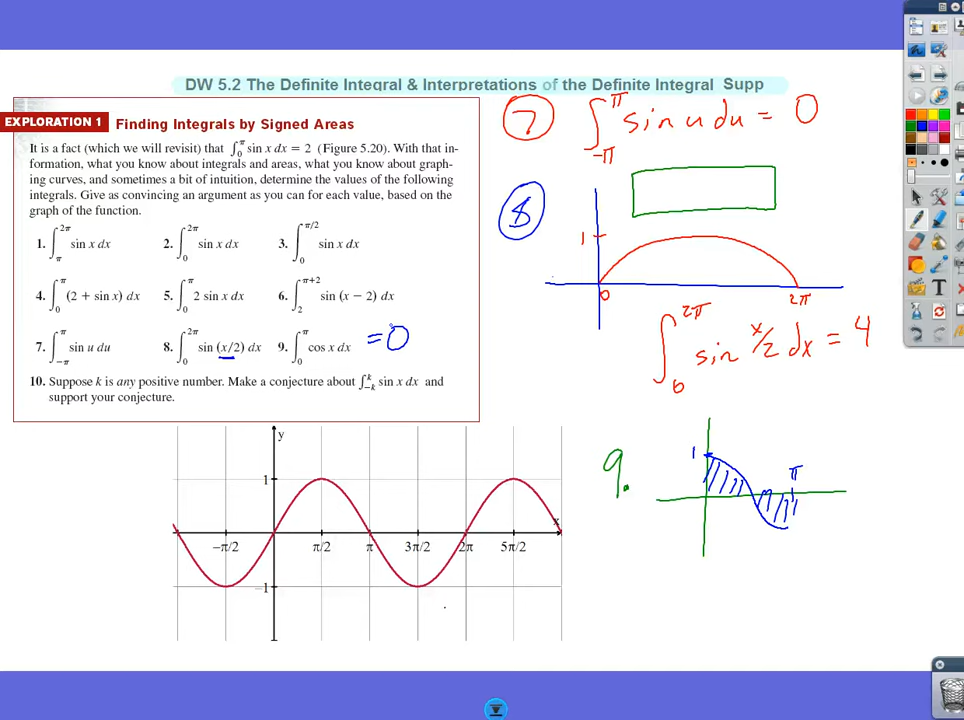 DW 5.2 The Definite Integral & Interpretations of the Definite Integral Supp
EXPLORATION 1 Finding Integrals by Signed Areas
It is a fact (which we will revisit) that ∫₀^π sin x dx = 2 (Figure 5.20). With that in-
formation, what you know about integrals and areas, what you know about graph-
ing curves, and sometimes a bit of intuition, determine the values of the following
integrals. Give as convincing an argument as you can for each value, based on the
graph of the function.
1. ∫_π^{2π} sin x dx 2. ∫₀^{2π} sin x dx 3. ∫₀^{π/2} sin x dx
4. ∫₀^π (2 + sin x) dx 5. ∫₀^π 2 sin x dx 6. ∫₂^{π+2} sin (x − 2) dx
7. ∫_{−π}^π sin u du 8. ∫₀^{2π} sin (x/2) dx 9. ∫₀^π cos x dx = 0
10. Suppose k is any positive number. Make a conjecture about ∫_{−k}^k sin x dx and
support your conjecture.
y
1
x
−π/2 π/2 π 3π/2 2π 5π/2
−1
7 ∫_{−π}^π sin u du = 0
8
1
0 2π
∫₀^{2π} sin x/2 dx = 4
9.
1 π
T